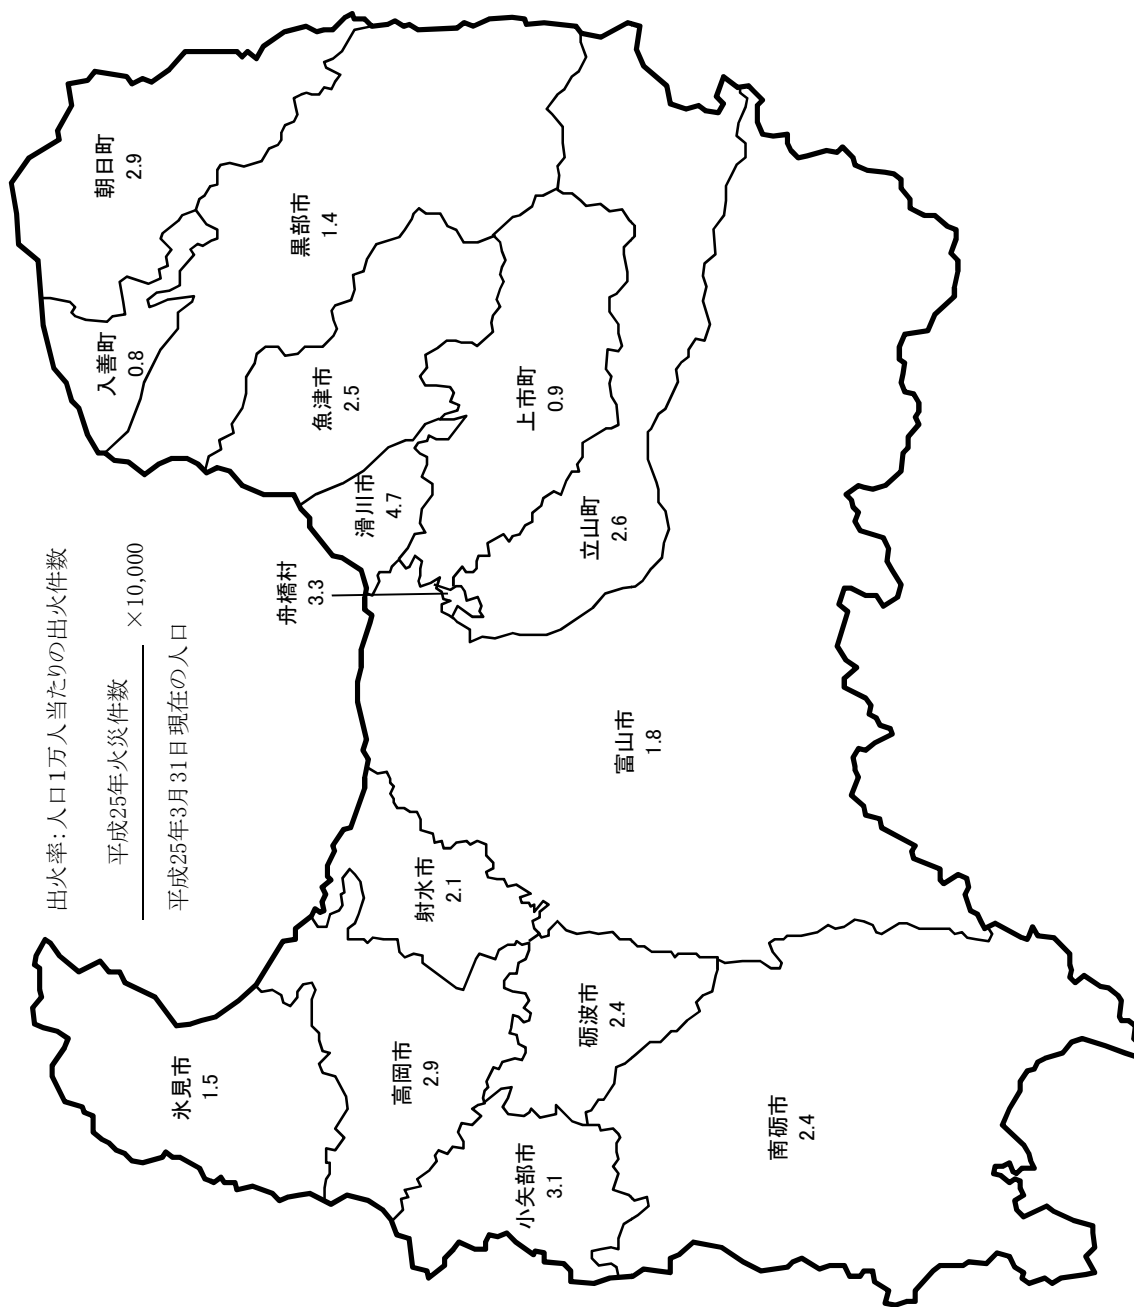 出火率:人口1万人当たりの出火件数
平成25年火災件数
×10,000
平成25年3月31日現在の人口
氷見市
1.5
高岡市
2.9
小矢部市
3.1
砺波市
2.4
南砺市
2.4
射水市
2.1
富山市
1.8
舟橋村
3.3
滑川市
4.7
立山町
2.6
上市町
0.9
魚津市
2.5
黒部市
1.4
入善町
0.8
朝日町
2.9